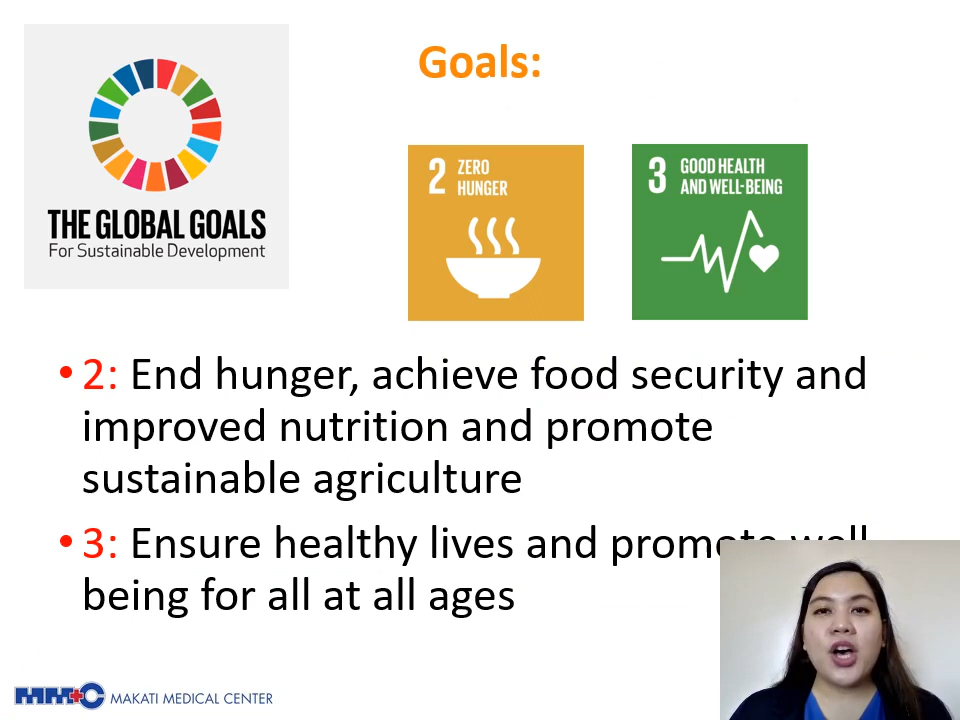 Goals:
THE GLOBAL GOALS
For Sustainable Development
2 ZERO
HUNGER
3 GOOD HEALTH
AND WELL-BEING
•2: End hunger, achieve food security and
improved nutrition and promote
sustainable agriculture
•3: Ensure healthy lives and promote well
being for all at all ages
MMC MAKATI MEDICAL CENTER